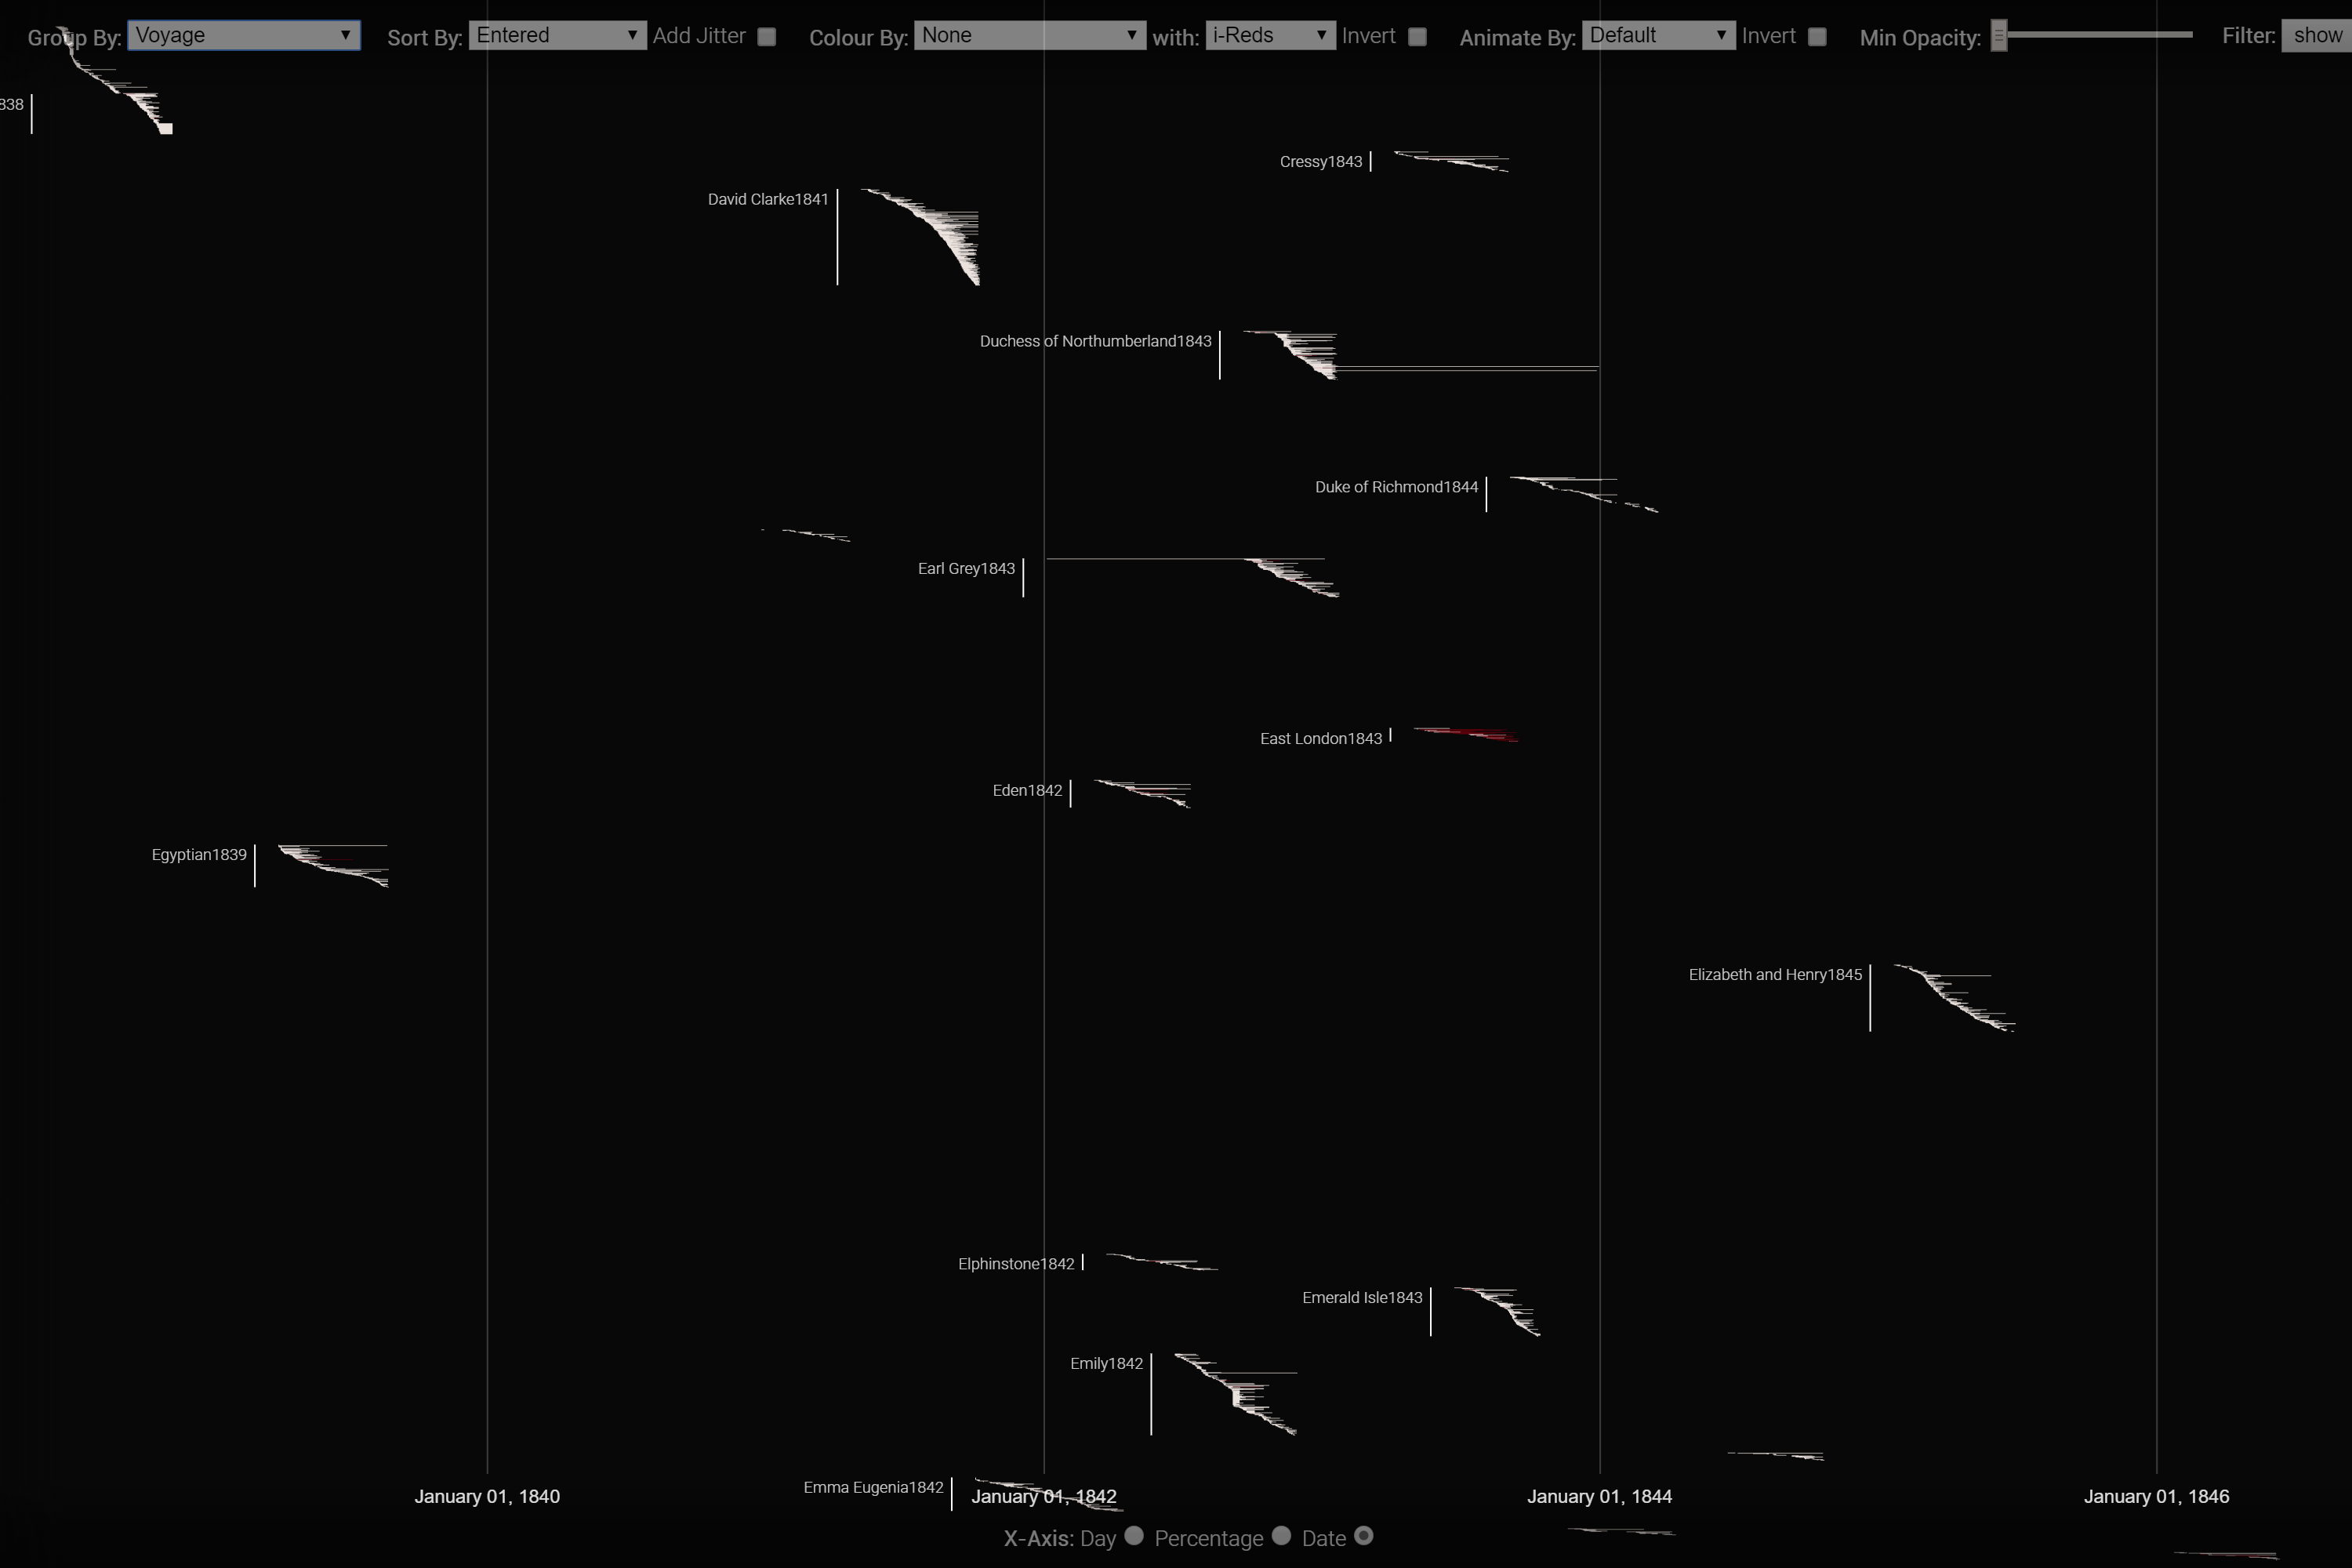 Group By: Voyage Sort By: Entered Add Jitter Colour By: None with: i-Reds Invert Animate By: Default Invert Min Opacity: Filter: show
838
Cressy1843
David Clarke1841
Duchess of Northumberland1843
Duke of Richmond1844
Earl Grey1843
East London1843
Eden1842
Egyptian1839
Elizabeth and Henry1845
Elphinstone1842
Emerald Isle1843
Emily1842
Emma Eugenia1842
January 01, 1840 January 01, 1842 January 01, 1844 January 01, 1846
X-Axis: Day Percentage Date